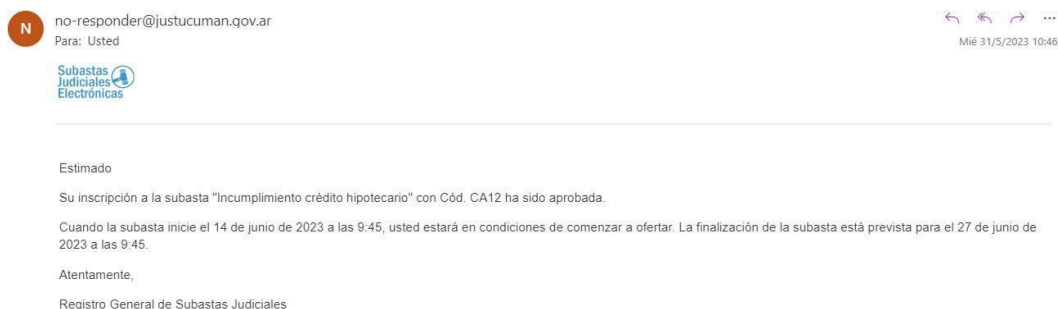 N
no-responder@justucuman.gov.ar
Para: Usted
Mié 31/5/2023 10:46
Subastas
Judiciales
Electrónicas
Estimado
Su inscripción a la subasta "Incumplimiento crédito hipotecario" con Cód. CA12 ha sido aprobada.
Cuando la subasta inicie el 14 de junio de 2023 a las 9:45, usted estará en condiciones de comenzar a ofertar. La finalización de la subasta está prevista para el 27 de junio de
2023 a las 9:45.
Atentamente,
Registro General de Subastas Judiciales